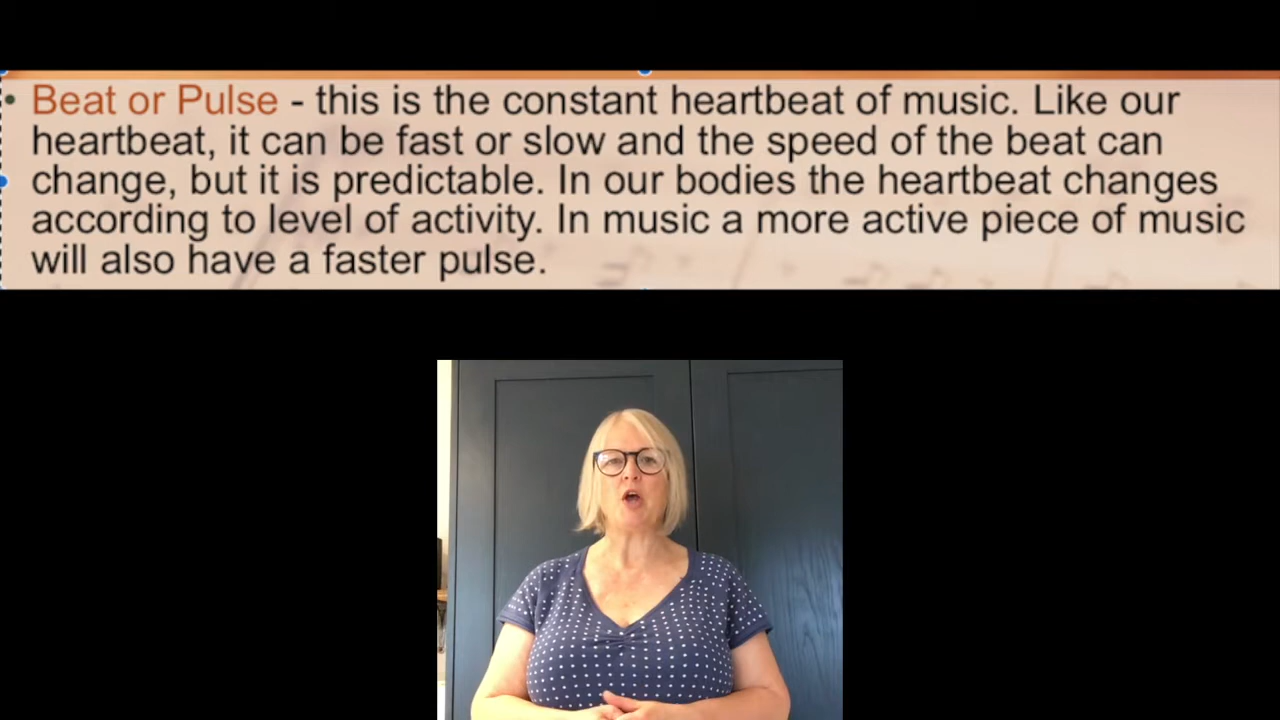 • Beat or Pulse - this is the constant heartbeat of music. Like our
heartbeat, it can be fast or slow and the speed of the beat can
change, but it is predictable. In our bodies the heartbeat changes
according to level of activity. In music a more active piece of music
will also have a faster pulse.